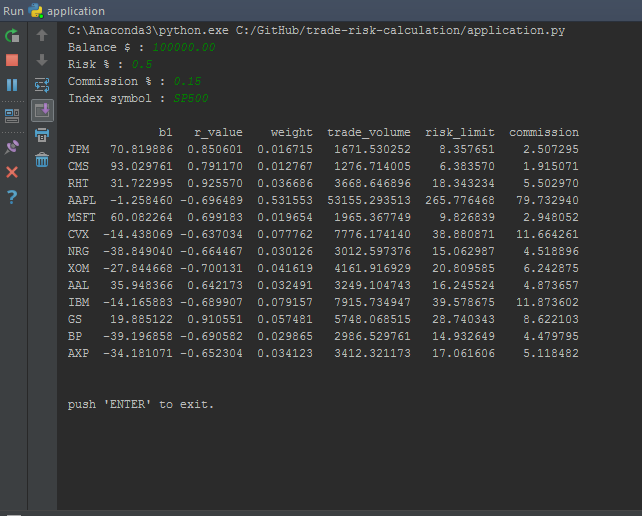 Run application
C:\Anaconda3\python.exe C:/GitHub/trade-risk-calculation/application.py
Balance $ : 100000.00
Risk % : 0.5
Commission % : 0.15
Index symbol : SP500
b1 r_value weight trade_volume risk_limit commission
JPM 70.819886 0.850601 0.016715 1671.530252 8.357651 2.507295
CMS 93.029761 0.791170 0.012767 1276.714005 6.383570 1.915071
RHT 31.722995 0.925570 0.036686 3668.646896 18.343234 5.502970
AAPL -1.258460 -0.696489 0.531553 53155.293513 265.776468 79.732940
MSFT 60.082264 0.699183 0.019654 1965.367749 9.826839 2.948052
CVX -14.438069 -0.637034 0.077762 7776.174140 38.880871 11.664261
NRG -38.849040 -0.664467 0.030126 3012.597376 15.062987 4.518896
XOM -27.844668 -0.700131 0.041619 4161.916929 20.809585 6.242875
AAL 35.948366 0.642173 0.032491 3249.104743 16.245524 4.873657
IBM -14.165883 -0.689907 0.079157 7915.734947 39.578675 11.873602
GS 19.885122 0.910551 0.057481 5748.068515 28.740343 8.622103
BP -39.196858 -0.690582 0.029865 2986.529761 14.932649 4.479795
AXP -34.181071 -0.652304 0.034123 3412.321173 17.061606 5.118482
push 'ENTER' to exit.